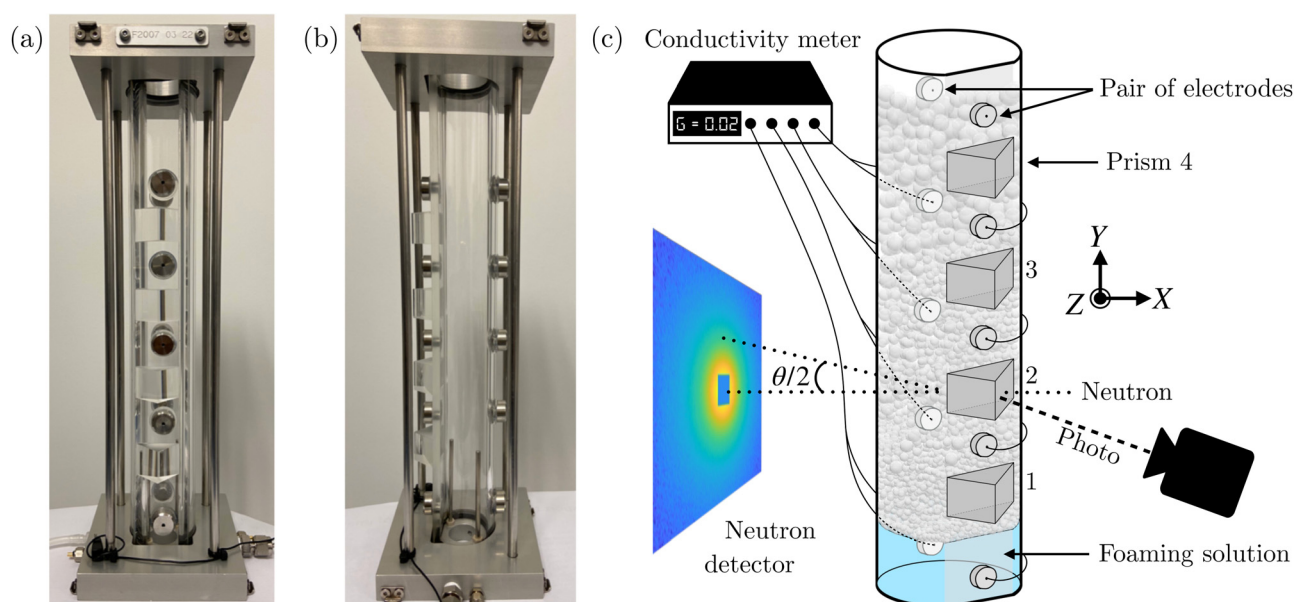 (a)
F2007 03/22
(b)
(c)
Conductivity meter
G = 0.02
Pair of electrodes
Prism 4
3
Y
Z
X
θ/2
2
Neutron
Photo
1
Neutron
detector
Foaming solution